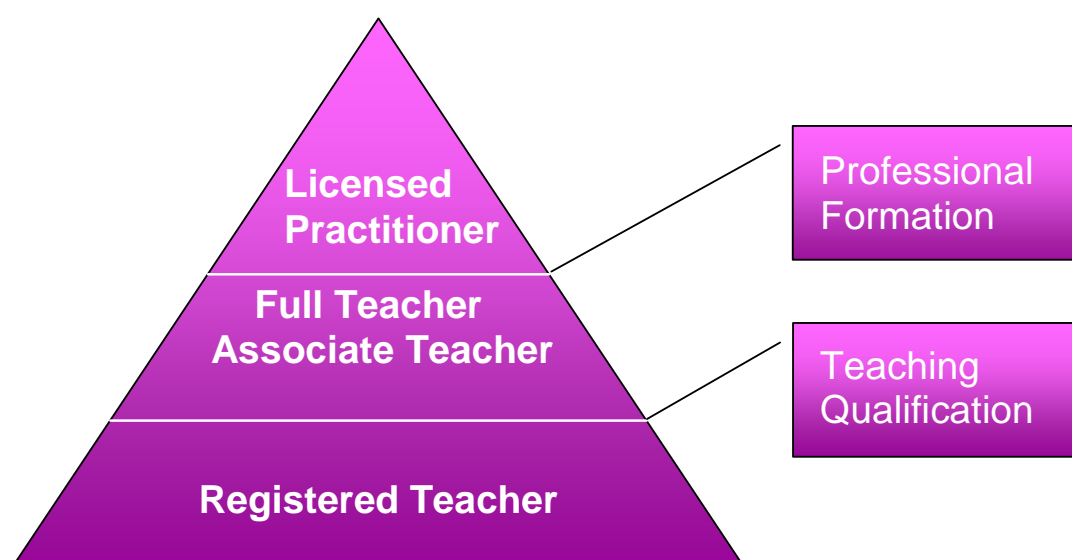 Licensed
Practitioner
Professional
Formation
Full Teacher
Associate Teacher
Teaching
Qualification
Registered Teacher